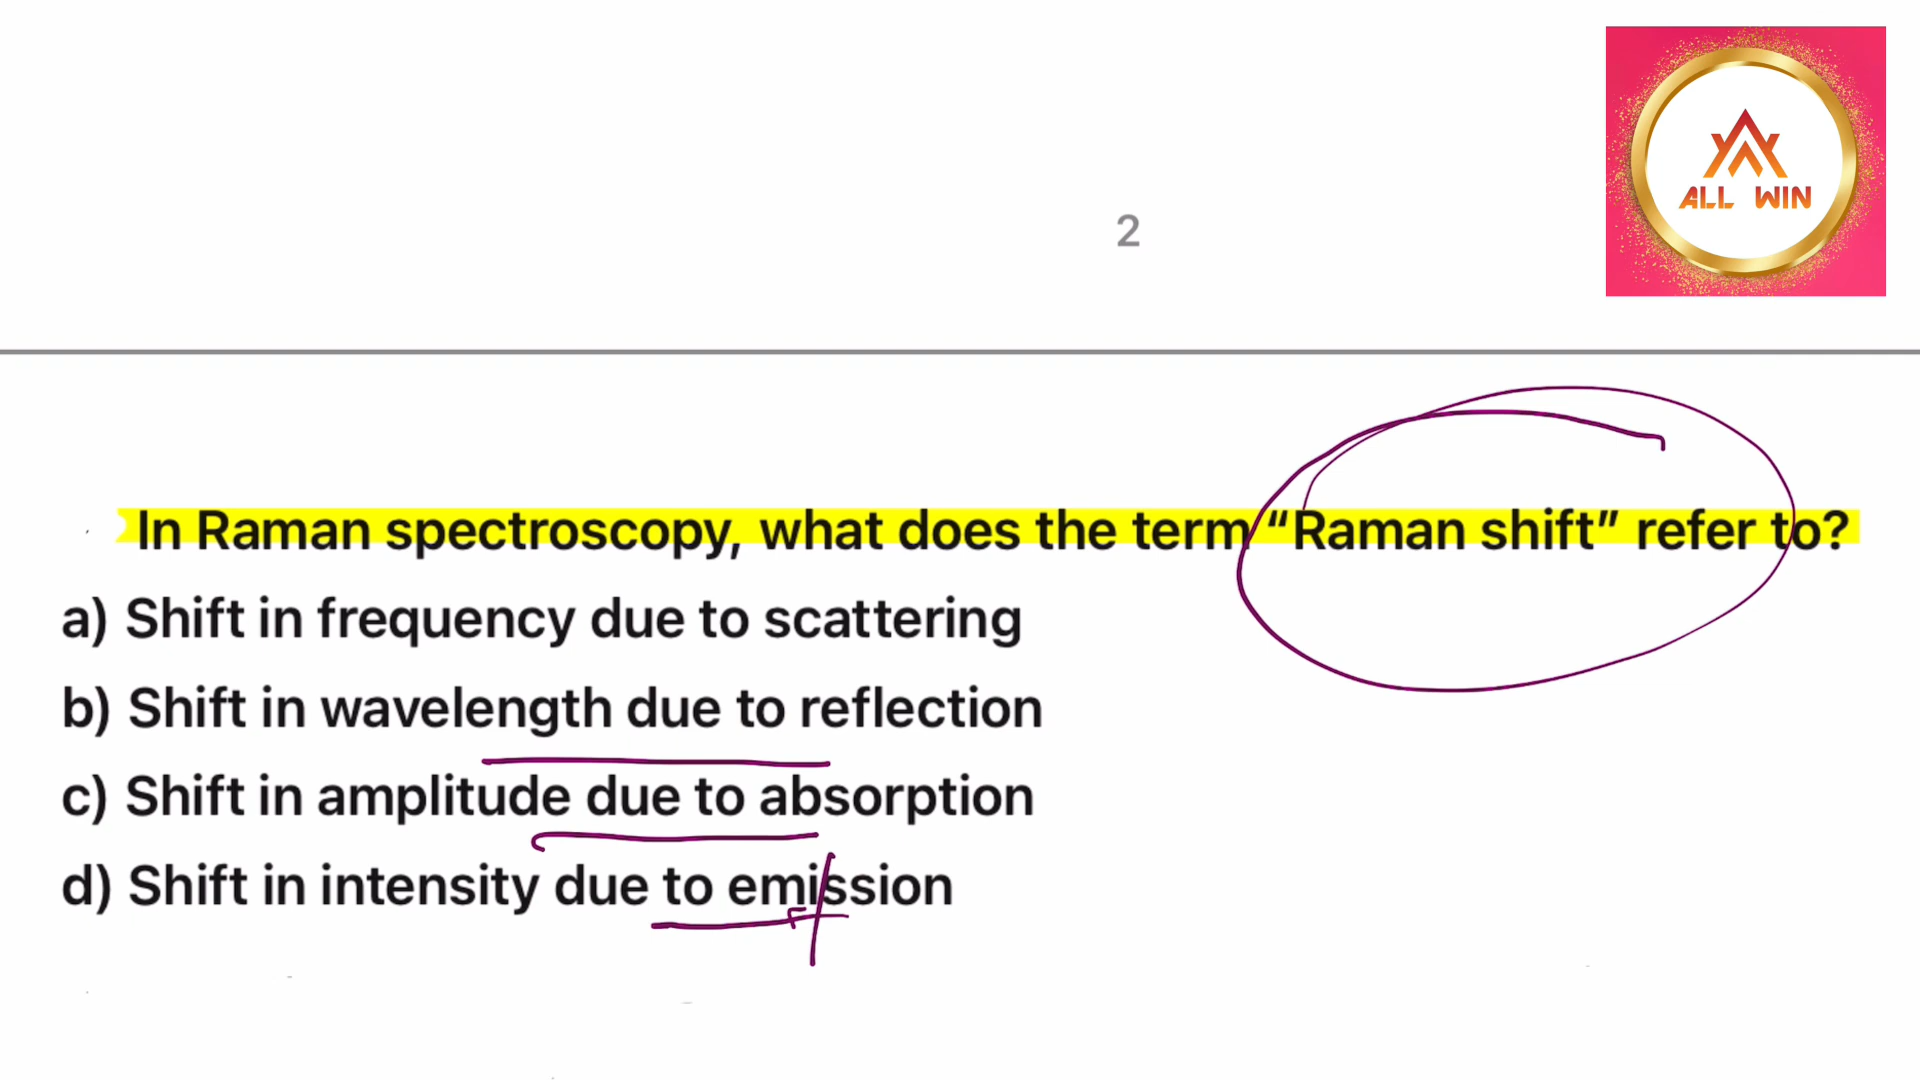 ALL WIN
2
In Raman spectroscopy, what does the term “Raman shift” refer to?
a) Shift in frequency due to scattering
b) Shift in wavelength due to reflection
c) Shift in amplitude due to absorption
d) Shift in intensity due to emission